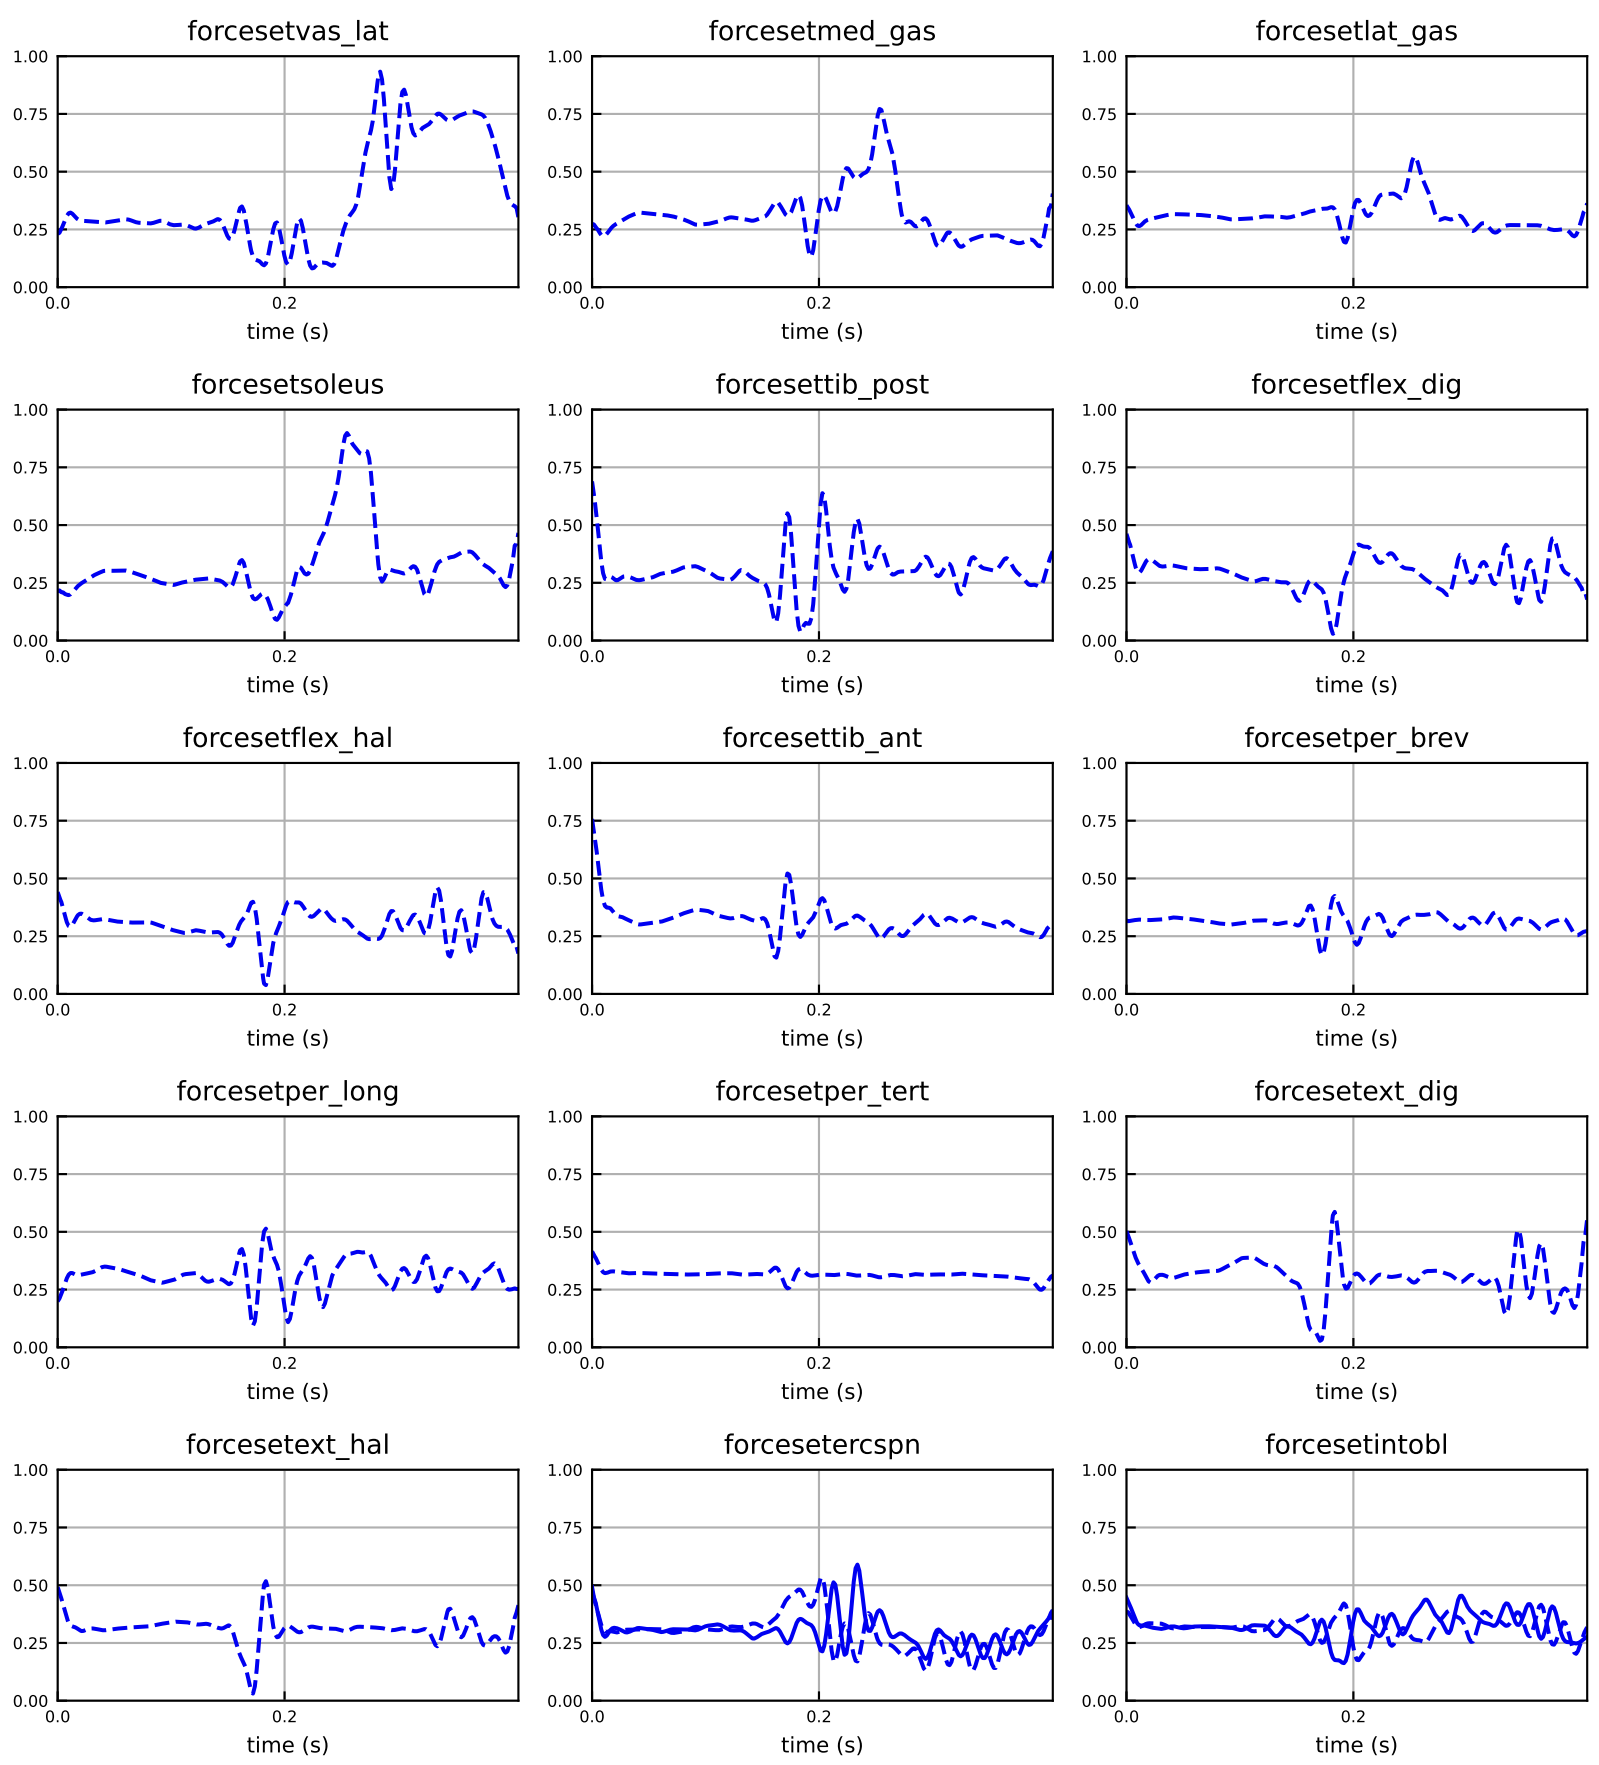 forcesetvas_lat forcesetmed_gas forcesetlat_gas
1.00 1.00 1.00
0.75 0.75 0.75
0.50 0.50 0.50
0.25 0.25 0.25
0.00 0.00 0.00
0.0 0.2 0.0 0.2 0.0 0.2
time (s) time (s) time (s)
forcesetsoleus forcesettib_post forcesetflex_dig
1.00 1.00 1.00
0.75 0.75 0.75
0.50 0.50 0.50
0.25 0.25 0.25
0.00 0.00 0.00
0.0 0.2 0.0 0.2 0.0 0.2
time (s) time (s) time (s)
forcesetflex_hal forcesettib_ant forcesetper_brev
1.00 1.00 1.00
0.75 0.75 0.75
0.50 0.50 0.50
0.25 0.25 0.25
0.00 0.00 0.00
0.0 0.2 0.0 0.2 0.0 0.2
time (s) time (s) time (s)
forcesetper_long forcesetper_tert forcesetext_dig
1.00 1.00 1.00
0.75 0.75 0.75
0.50 0.50 0.50
0.25 0.25 0.25
0.00 0.00 0.00
0.0 0.2 0.0 0.2 0.0 0.2
time (s) time (s) time (s)
forcesetext_hal forcesetercspn forcesetintobl
1.00 1.00 1.00
0.75 0.75 0.75
0.50 0.50 0.50
0.25 0.25 0.25
0.00 0.00 0.00
0.0 0.2 0.0 0.2 0.0 0.2
time (s) time (s) time (s)